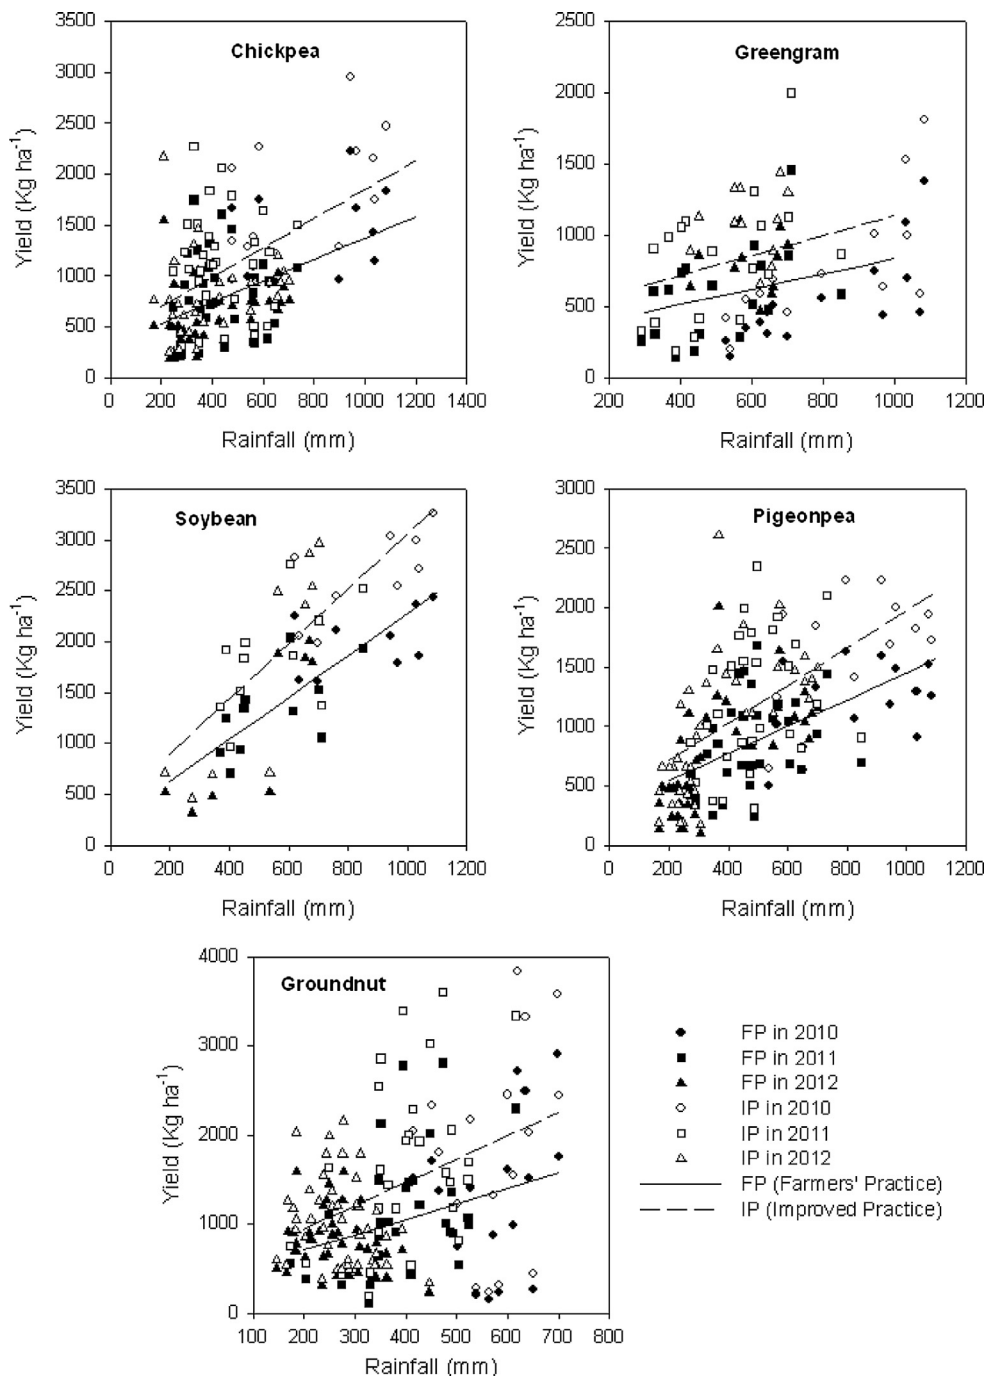 Chickpea
Yield (Kg ha-1)
3500
3000
2500
2000
1500
1000
500
0
0 200 400 600 800 1000 1200 1400
Rainfall (mm)
Greengram
Yield (Kg ha-1)
2500
2000
1500
1000
500
0
200 400 600 800 1000 1200
Rainfall (mm)
Soybean
Yield (Kg ha-1)
3500
3000
2500
2000
1500
1000
500
0
0 200 400 600 800 1000 1200
Rainfall (mm)
Pigeonpea
Yield (Kg ha-1)
3000
2500
2000
1500
1000
500
0
0 200 400 600 800 1000 1200
Rainfall (mm)
Groundnut
Yield (Kg ha-1)
4000
3000
2000
1000
0
100 200 300 400 500 600 700 800
Rainfall (mm)
FP in 2010
FP in 2011
FP in 2012
IP in 2010
IP in 2011
IP in 2012
FP (Farmers' Practice)
IP (Improved Practice)